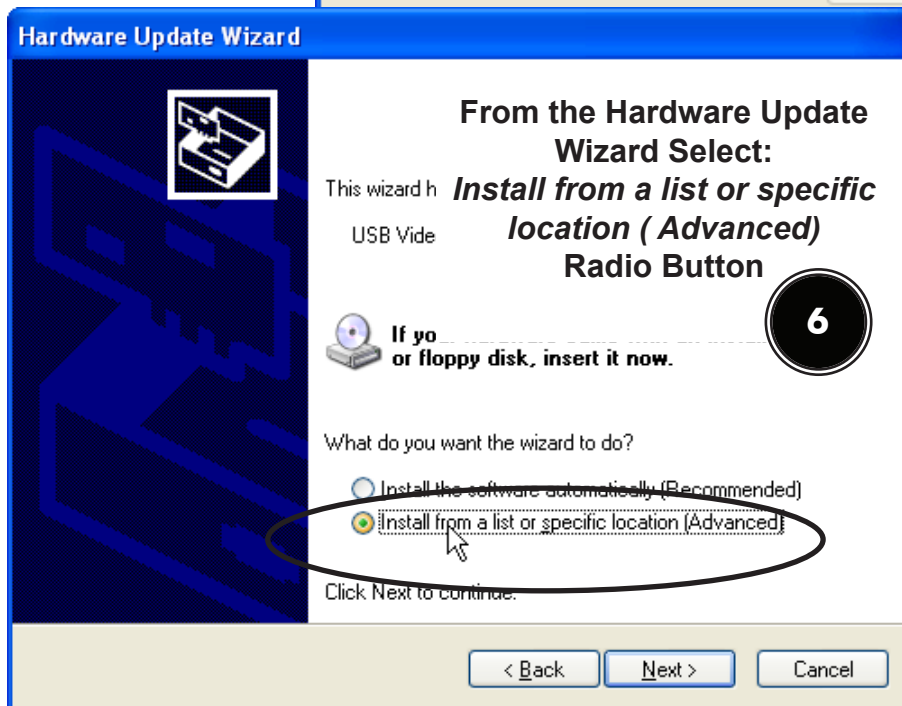 Hardware Update Wizard
From the Hardware Update
Wizard Select:
This wizard h
Install from a list or specific
USB Vide
location ( Advanced)
Radio Button
6
If yo
or floppy disk, insert it now.
What do you want the wizard to do?
Install the software automatically (Recommended)
Install from a list or specific location (Advanced)
Click Next to continue.
< Back
Next >
Cancel